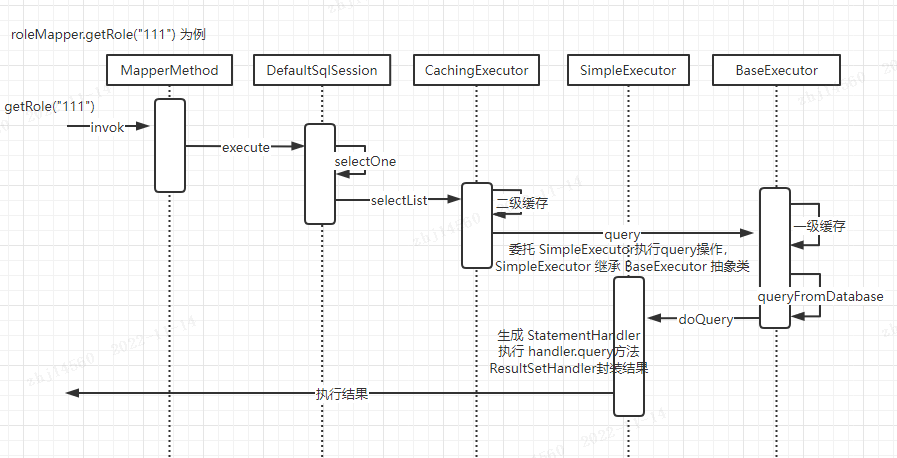 roleMapper.getRole("111") 为例
MapperMethod
DefaultSqlSession
CachingExecutor
SimpleExecutor
BaseExecutor
getRole("111")
invok
execute
selectOne
selectList
二级缓存
一级缓存
query
委托 SimpleExecutor执行query操作，
SimpleExecutor 继承 BaseExecutor 抽象类
queryFromDatabase
doQuery
生成 StatementHandler
执行 handler.query方法
ResultSetHandler封装结果
执行结果
zhjl4560 2022-11-14